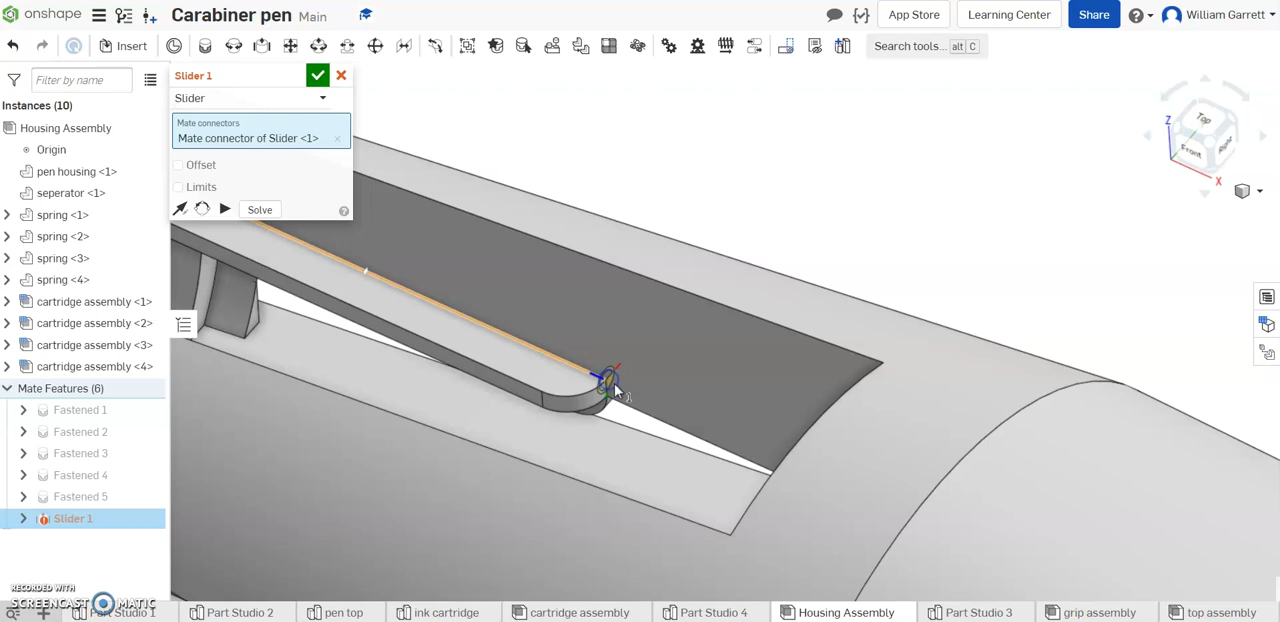 onshape Carabiner pen Main App Store Learning Center Share William Garrett
Insert Search tools... alt C
Filter by name
Instances (10)
Housing Assembly
Origin
pen housing <1>
seperator <1>
spring <1>
spring <2>
spring <3>
spring <4>
cartridge assembly <1>
cartridge assembly <2>
cartridge assembly <3>
cartridge assembly <4>
Mate Features (6)
Fastened 1
Fastened 2
Fastened 3
Fastened 4
Fastened 5
Slider 1
Slider 1
Slider
Mate connectors
Mate connector of Slider <1>
Offset
Limits
Solve
Z
Top
Front
Right
X
RECORDED WITH
SCREENCAST MATIC
Part Studio 1 Part Studio 2 pen top ink cartridge cartridge assembly Part Studio 4 Housing Assembly Part Studio 3 grip assembly top assembly